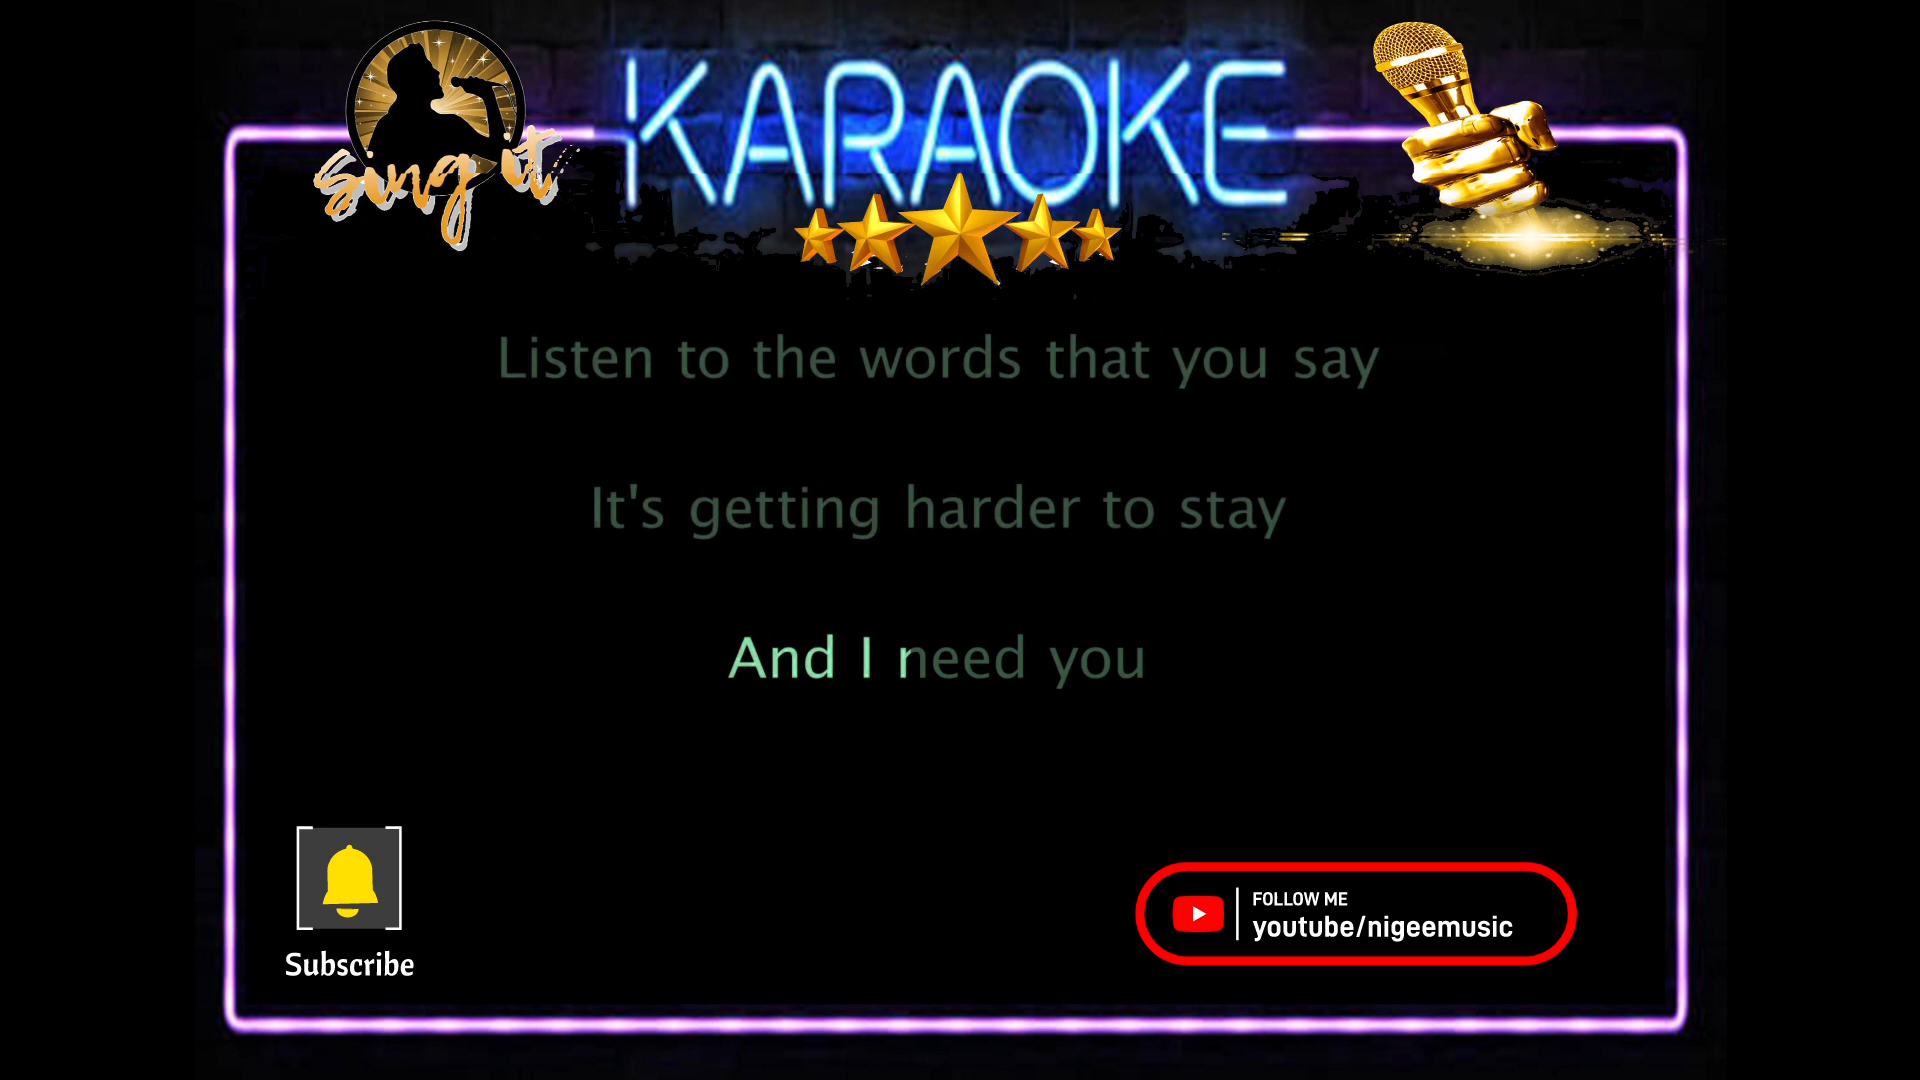 sing it
KARAOKE
Listen to the words that you say
It's getting harder to stay
And I need you
Subscribe
FOLLOW ME
youtube/nigeemusic